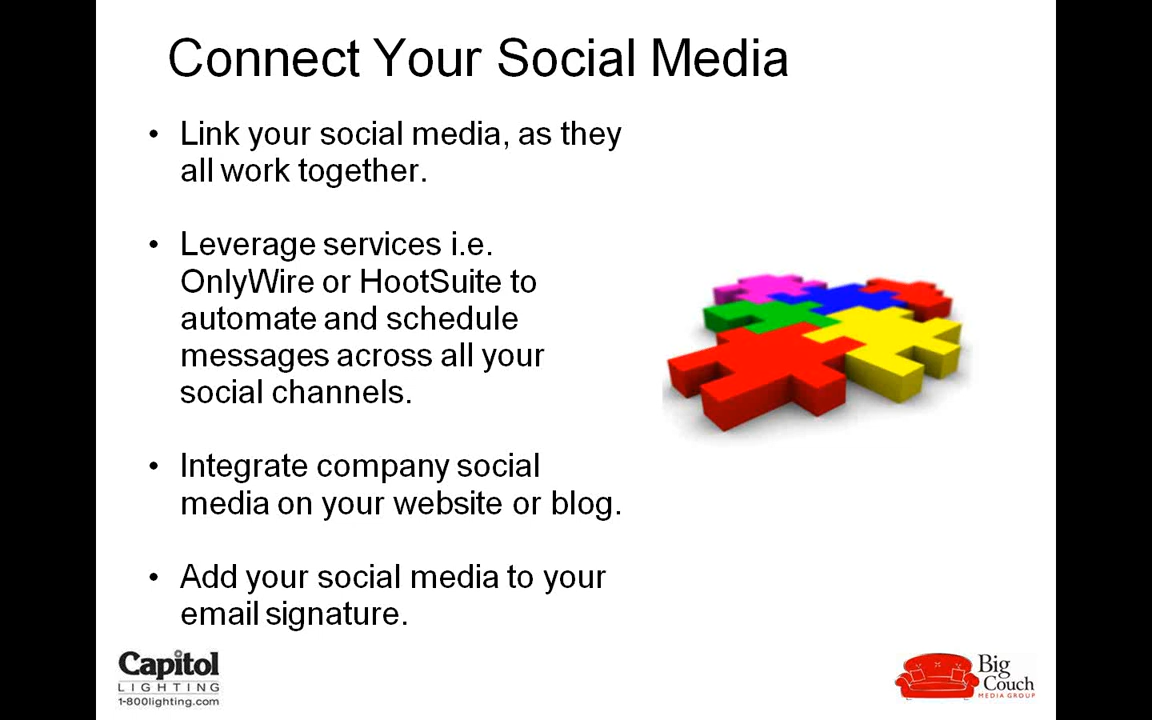 Connect Your Social Media
• Link your social media, as they
all work together.
• Leverage services i.e.
OnlyWire or HootSuite to
automate and schedule
messages across all your
social channels.
• Integrate company social
media on your website or blog.
• Add your social media to your
email signature.
Capitol
LIGHTING
1-800lighting.com
Big
Couch
MEDIA GROUP